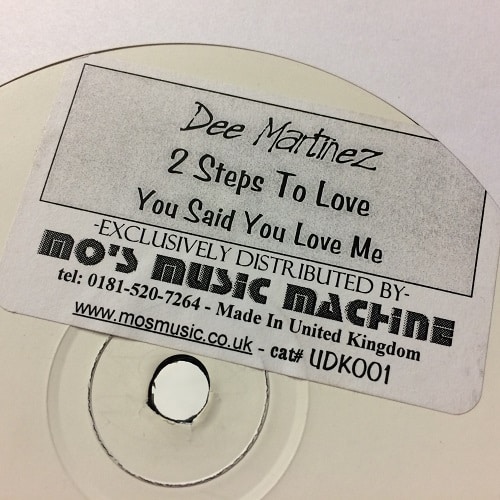 Dee Martinez
2 Steps To Love
You Said You Love Me
-EXCLUSIVELY DISTRIBUTED BY-
MO'S MUSIC MACHINE
tel: 0181-520-7264 - Made In United Kingdom
www.mosmusic.co.uk - cat# UDK001